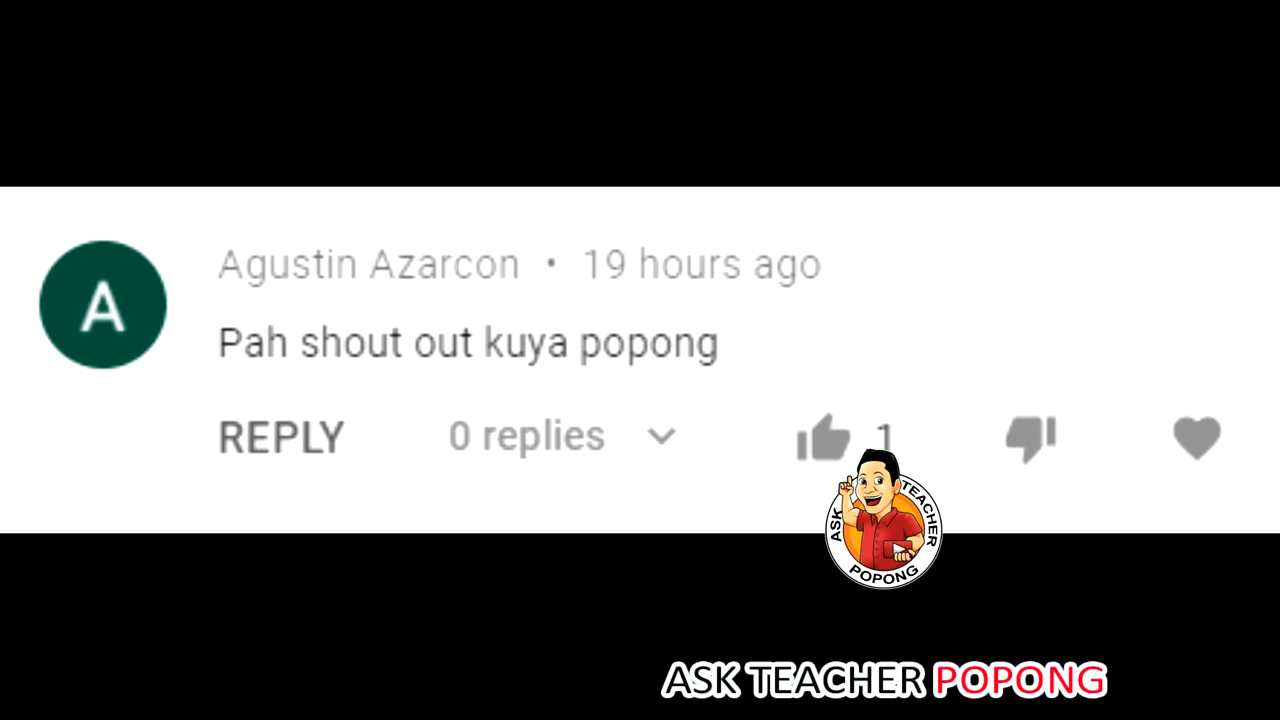 A
Agustin Azarcon • 19 hours ago
Pah shout out kuya popong
REPLY 0 replies 1
ASK TEACHER POPONG
ASK TEACHER POPONG